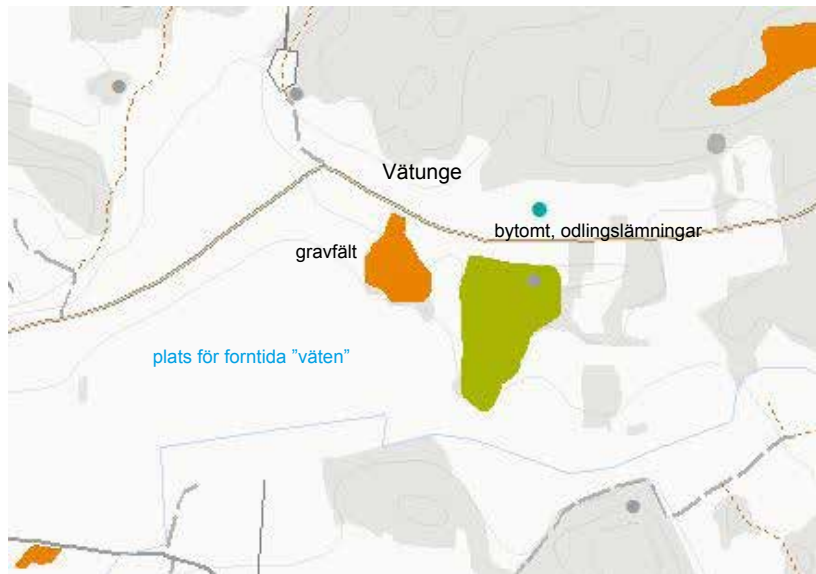 Vätunge
bytomt, odlingslämningar
gravfält
plats för forntida ”väten”